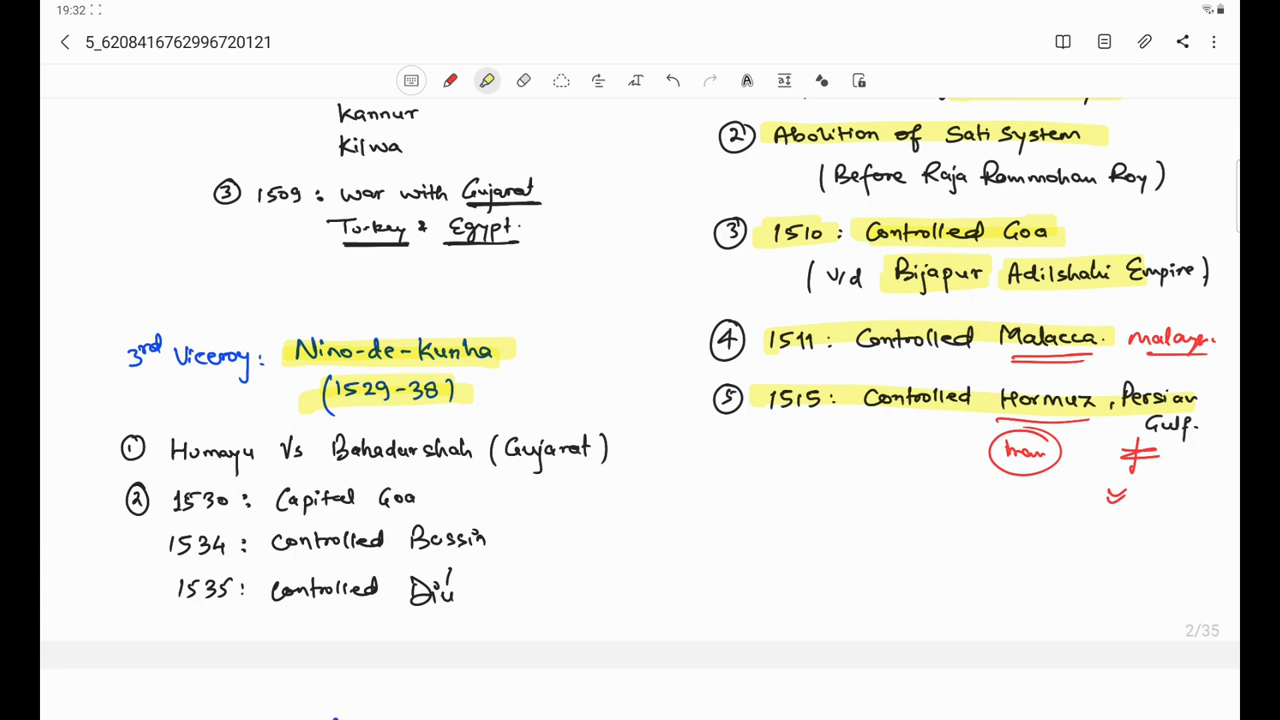 19:32
5_6208416762996720121
Kannur
Kilwa
③ 1509 : war with Gujarat
Turkey & Egypt.
3rd Viceroy : Nino-de-Kunha
(1529-38)
① Humayu Vs Bahadurshah (Gujarat)
② 1530 : Capital Goa
1534 : Controlled Bassin
1535 : Controlled Diu
② Abolition of Sati System
(Before Raja Rammohan Roy)
③ 1510 : Controlled Goa
(v/d Bijapur Adilshahi Empire)
④ 1511 : Controlled Malacca. malaya.
⑤ 1515 : Controlled Hormuz, Persian
Gulf.
Iran
2/35